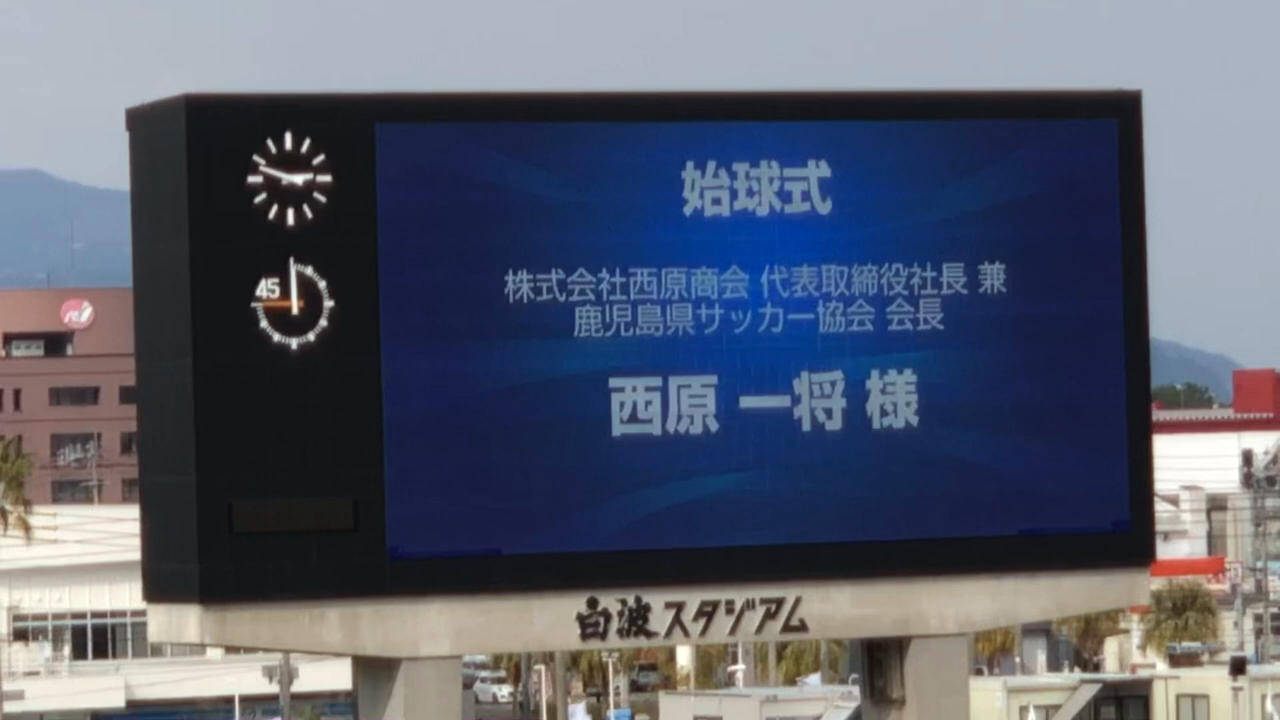 始球式
45
株式会社西原商会 代表取締役社長 兼
鹿児島県サッカー協会 会長
西原 一将 様
白波スタジアム